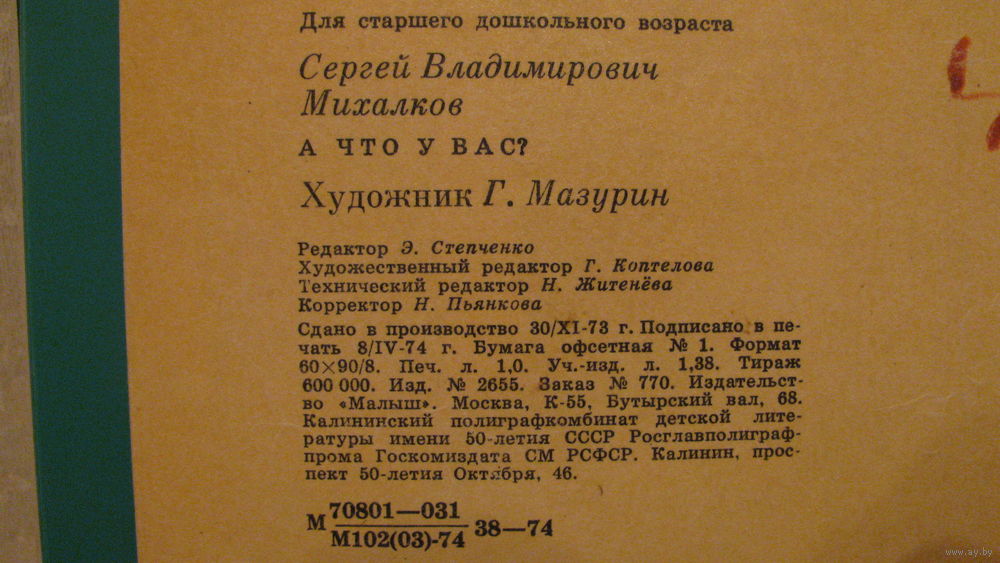 Для старшего дошкольного возраста
Сергей Владимирович
Михалков
А ЧТО У ВАС?
Художник Г. Мазурин
Редактор Э. Степченко
Художественный редактор Г. Коптелова
Технический редактор Н. Житенёва
Корректор Н. Пьянкова
Сдано в производство 30/XI-73 г. Подписано в пе-
чать 8/IV-74 г. Бумага офсетная № 1. Формат
60×90/8. Печ. л. 1,0. Уч.-изд. л. 1,38. Тираж
600 000. Изд. № 2655. Заказ № 770. Издательст-
во «Малыш». Москва, К-55, Бутырский вал, 68.
Калининский полиграфкомбинат детской лите-
ратуры имени 50-летия СССР Росглавполиграф-
прома Госкомиздата СМ РСФСР. Калинин, прос-
пект 50-летия Октября, 46.
М 70801—031 38—74
М102(03)-74
www.ay.by